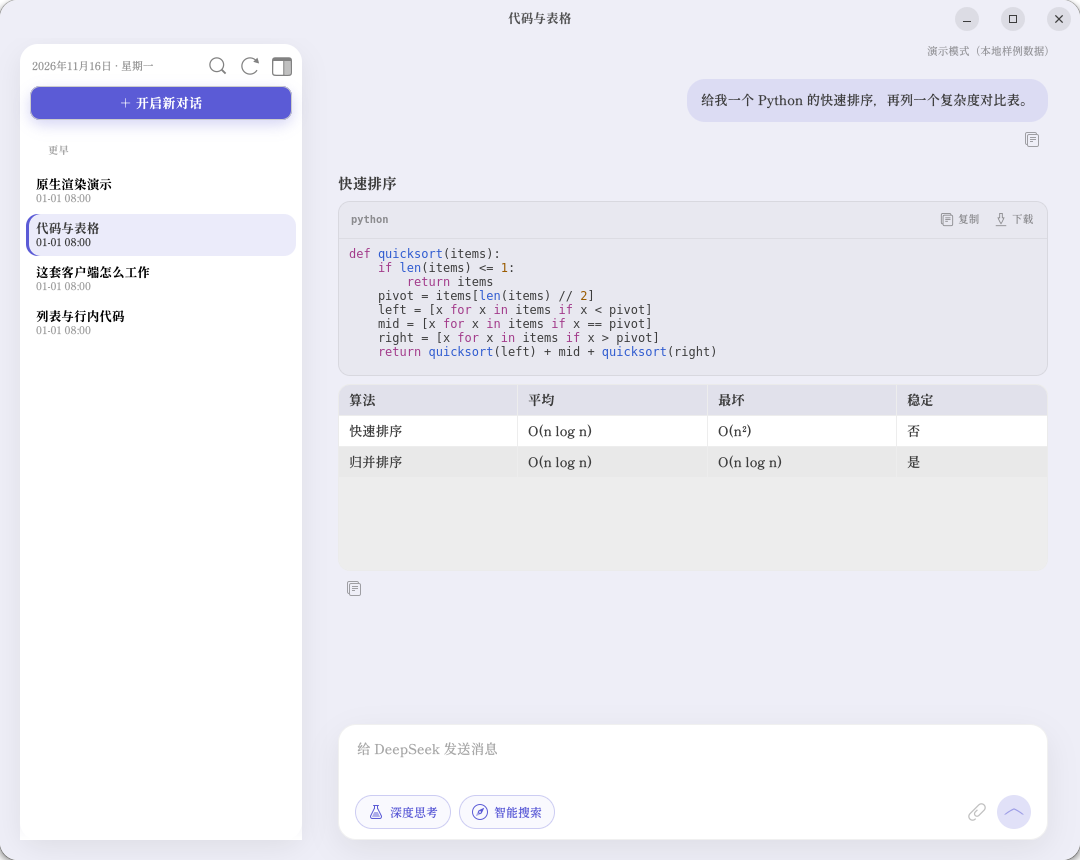 代码与表格
2026年11月16日 · 星期一
+ 开启新对话
更早
原生渲染演示
01-01 08:00
代码与表格
01-01 08:00
这套客户端怎么工作
01-01 08:00
列表与行内代码
01-01 08:00
演示模式（本地样例数据）
给我一个 Python 的快速排序，再列一个复杂度对比表。
快速排序
python 复制 下载
def quicksort(items):
    if len(items) <= 1:
        return items
    pivot = items[len(items) // 2]
    left = [x for x in items if x < pivot]
    mid = [x for x in items if x == pivot]
    right = [x for x in items if x > pivot]
    return quicksort(left) + mid + quicksort(right)
算法 平均 最坏 稳定
快速排序 O(n log n) O(n²) 否
归并排序 O(n log n) O(n log n) 是
给 DeepSeek 发送消息
深度思考 智能搜索